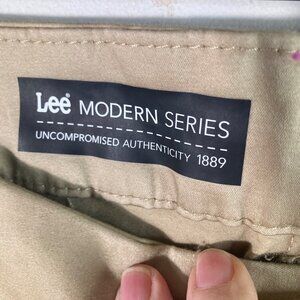 Lee MODERN SERIES
UNCOMPROMISED AUTHENTICITY 1889